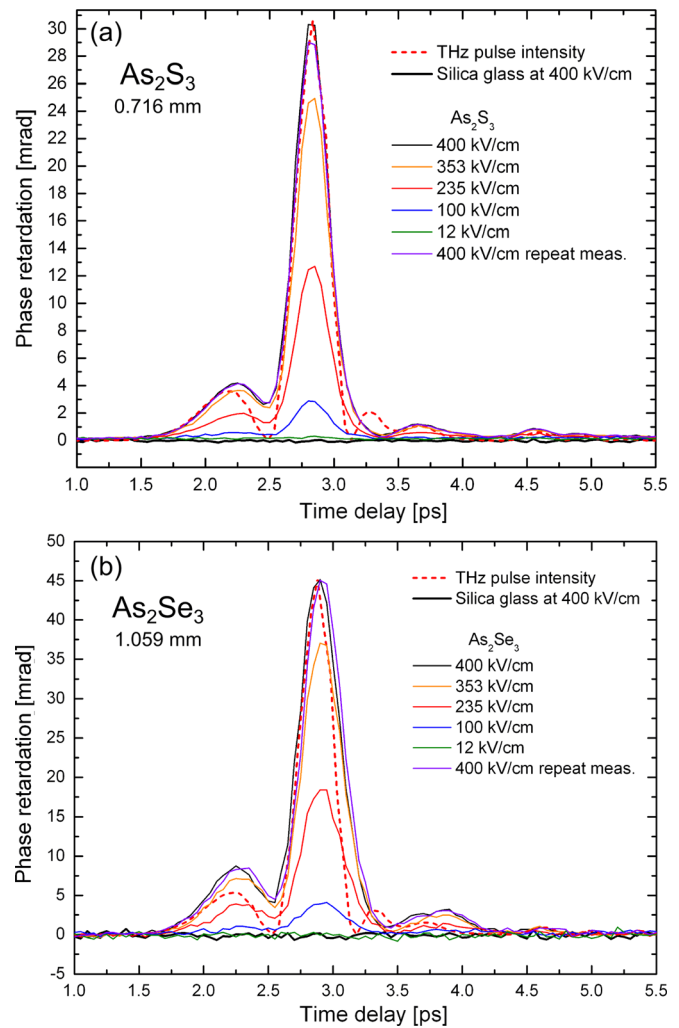 (a)
As2S3
0.716 mm
THz pulse intensity
Silica glass at 400 kV/cm
As2S3
400 kV/cm
353 kV/cm
235 kV/cm
100 kV/cm
12 kV/cm
400 kV/cm repeat meas.
Phase retardation [mrad]
30
28
26
24
22
20
18
16
14
12
10
8
6
4
2
0
1.0 1.5 2.0 2.5 3.0 3.5 4.0 4.5 5.0 5.5
Time delay [ps]
(b)
As2Se3
1.059 mm
THz pulse intensity
Silica glass at 400 kV/cm
As2Se3
400 kV/cm
353 kV/cm
235 kV/cm
100 kV/cm
12 kV/cm
400 kV/cm repeat meas.
Phase retardation [mrad]
50
45
40
35
30
25
20
15
10
5
0
-5
1.0 1.5 2.0 2.5 3.0 3.5 4.0 4.5 5.0 5.5
Time delay [ps]